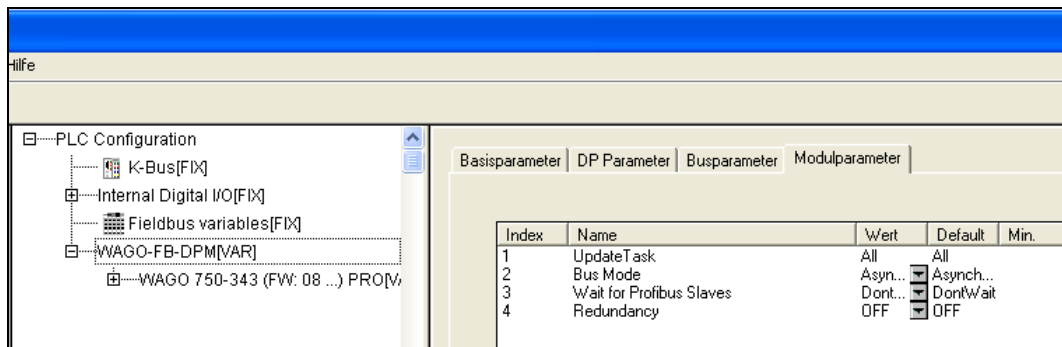 Hilfe
PLC Configuration
K-Bus[FIX]
Internal Digital I/O[FIX]
Fieldbus variables[FIX]
WAGO-FB-DPM[VAR]
WAGO 750-343 (FW: 08 ...) PRO[VA
Basisparameter DP Parameter Busparameter Modulparameter
Index Name Wert Default Min.
1 UpdateTask All All
2 Bus Mode Asyn... Asynch...
3 Wait for Profibus Slaves Dont... DontWait
4 Redundancy OFF OFF